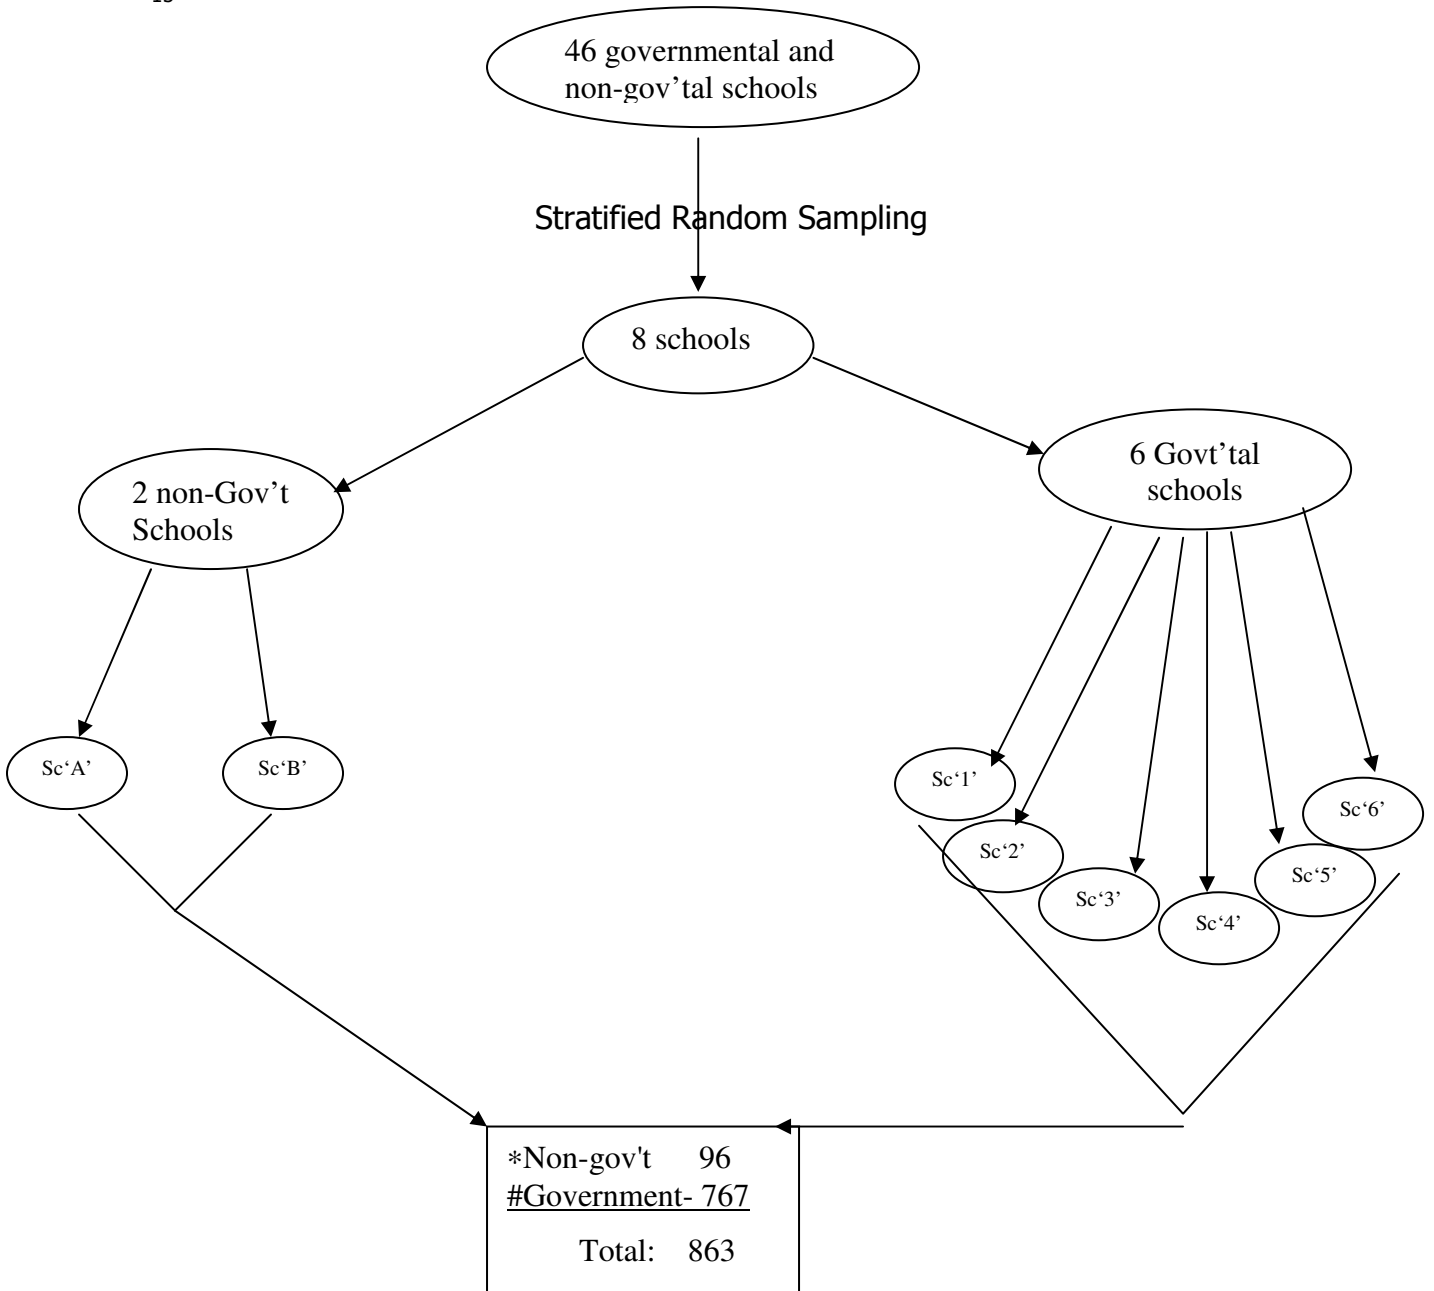 46 governmental and
non-gov’tal schools
Stratified Random Sampling
8 schools
2 non-Gov’t
Schools
6 Govt’tal
schools
Sc‘A’
Sc‘B’
Sc‘1’
Sc‘2’
Sc‘3’
Sc‘4’
Sc‘5’
Sc‘6’
*Non-gov't 96
#Government- 767
Total: 863